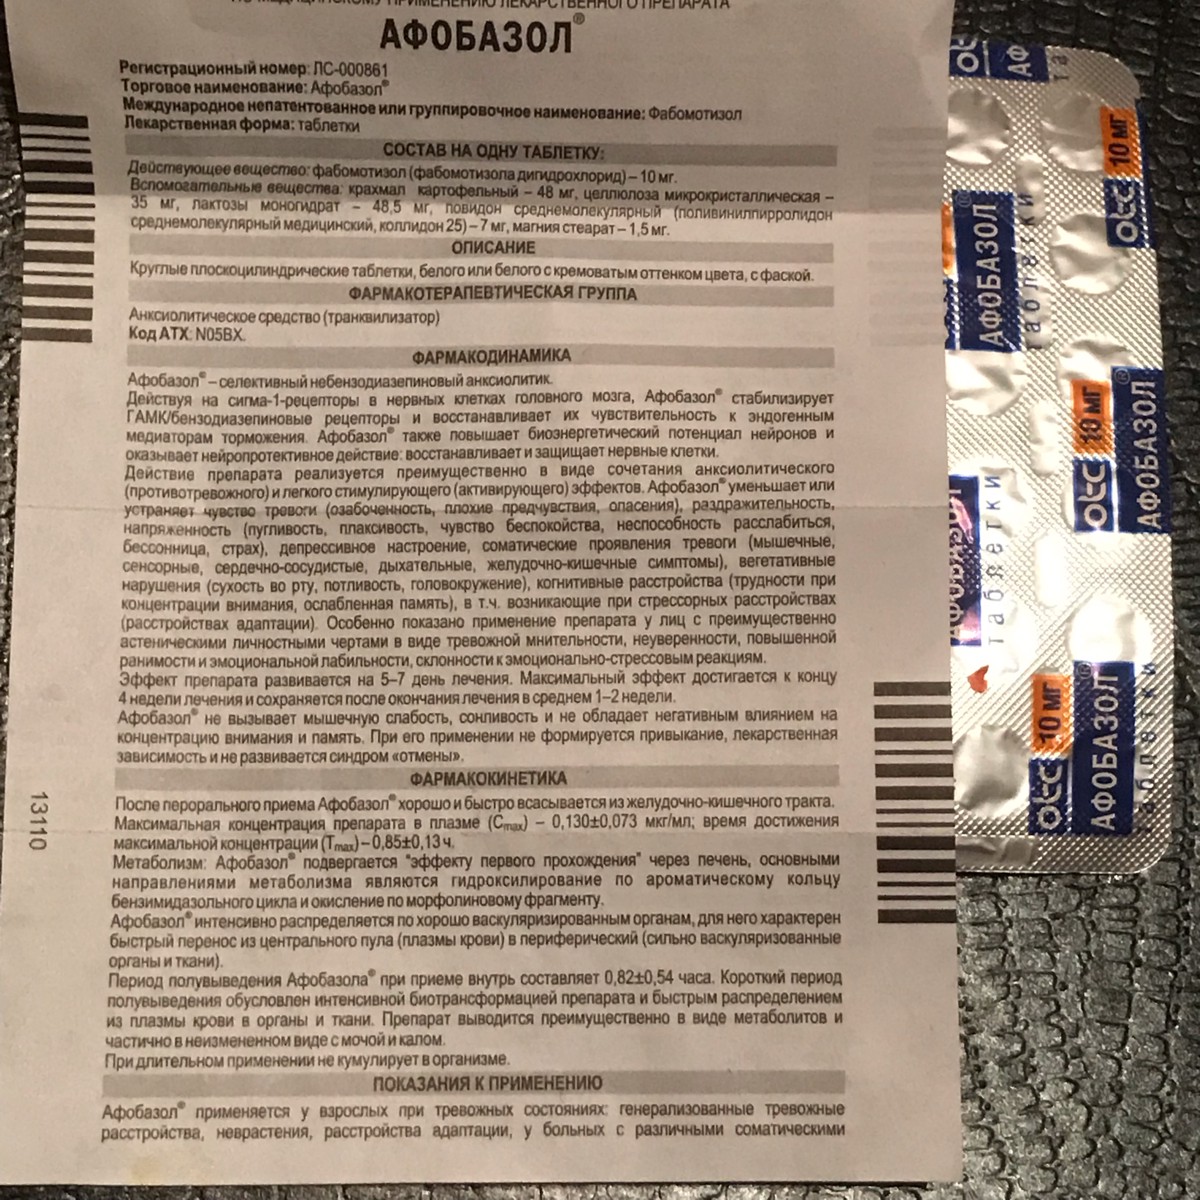 ПО МЕДИЦИНСКОМУ ПРИМЕНЕНИЮ ЛЕКАРСТВЕННОГО ПРЕПАРАТА
АФОБАЗОЛ®
Регистрационный номер: ЛС-000861
Торговое наименование: Афобазол®
Международное непатентованное или группировочное наименование: Фабомотизол
Лекарственная форма: таблетки
СОСТАВ НА ОДНУ ТАБЛЕТКУ:
Действующее вещество: фабомотизол (фабомотизола дигидрохлорид) – 10 мг.
Вспомогательные вещества: крахмал картофельный – 48 мг, целлюлоза микрокристаллическая –
35 мг, лактозы моногидрат – 48,5 мг, повидон среднемолекулярный (поливинилпирролидон
среднемолекулярный медицинский, коллидон 25) – 7 мг, магния стеарат – 1,5 мг.
ОПИСАНИЕ
Круглые плоскоцилиндрические таблетки, белого или белого с кремоватым оттенком цвета, с фаской.
ФАРМАКОТЕРАПЕВТИЧЕСКАЯ ГРУППА
Анксиолитическое средство (транквилизатор)
Код АТХ: N05BX.
ФАРМАКОДИНАМИКА
Афобазол® – селективный небензодиазепиновый анксиолитик.
Действуя на сигма-1-рецепторы в нервных клетках головного мозга, Афобазол® стабилизирует
ГАМК/бензодиазепиновые рецепторы и восстанавливает их чувствительность к эндогенным
медиаторам торможения. Афобазол® также повышает биоэнергетический потенциал нейронов и
оказывает нейропротективное действие: восстанавливает и защищает нервные клетки.
Действие препарата реализуется преимущественно в виде сочетания анксиолитического
(противотревожного) и легкого стимулирующего (активирующего) эффектов. Афобазол® уменьшает или
устраняет чувство тревоги (озабоченность, плохие предчувствия, опасения), раздражительность,
напряженность (пугливость, плаксивость, чувство беспокойства, неспособность расслабиться,
бессонница, страх), депрессивное настроение, соматические проявления тревоги (мышечные,
сенсорные, сердечно-сосудистые, дыхательные, желудочно-кишечные симптомы), вегетативные
нарушения (сухость во рту, потливость, головокружение), когнитивные расстройства (трудности при
концентрации внимания, ослабленная память), в т.ч. возникающие при стрессорных расстройствах
(расстройствах адаптации). Особенно показано применение препарата у лиц с преимущественно
астеническими личностными чертами в виде тревожной мнительности, неуверенности, повышенной
ранимости и эмоциональной лабильности, склонности к эмоционально-стрессовым реакциям.
Эффект препарата развивается на 5–7 день лечения. Максимальный эффект достигается к концу
4 недели лечения и сохраняется после окончания лечения в среднем 1–2 недели.
Афобазол® не вызывает мышечную слабость, сонливость и не обладает негативным влиянием на
концентрацию внимания и память. При его применении не формируется привыкание, лекарственная
зависимость и не развивается синдром «отмены».
ФАРМАКОКИНЕТИКА
После перорального приема Афобазол® хорошо и быстро всасывается из желудочно-кишечного тракта.
Максимальная концентрация препарата в плазме (Cmax) – 0,130±0,073 мкг/мл; время достижения
максимальной концентрации (Tmax) – 0,85±0,13 ч.
Метаболизм: Афобазол® подвергается "эффекту первого прохождения" через печень, основными
направлениями метаболизма являются гидроксилирование по ароматическому кольцу
бензимидазольного цикла и окисление по морфолиновому фрагменту.
Афобазол® интенсивно распределяется по хорошо васкуляризированным органам, для него характерен
быстрый перенос из центрального пула (плазмы крови) в периферический (сильно васкуляризованные
органы и ткани).
Период полувыведения Афобазола® при приеме внутрь составляет 0,82±0,54 часа. Короткий период
полувыведения обусловлен интенсивной биотрансформацией препарата и быстрым распределением
из плазмы крови в органы и ткани. Препарат выводится преимущественно в виде метаболитов и
частично в неизмененном виде с мочой и калом.
При длительном применении не кумулирует в организме.
ПОКАЗАНИЯ К ПРИМЕНЕНИЮ
Афобазол® применяется у взрослых при тревожных состояниях: генерализованные тревожные
расстройства, неврастения, расстройства адаптации, у больных с различными соматическими
13110
АФОБАЗОЛ®
таблетки
otc 10 мг
otc 10 мг
АФОБАЗОЛ®
АФОБАЗОЛ
таблетки
otc 10 мг
АФОБАЗОЛ®
таблетки